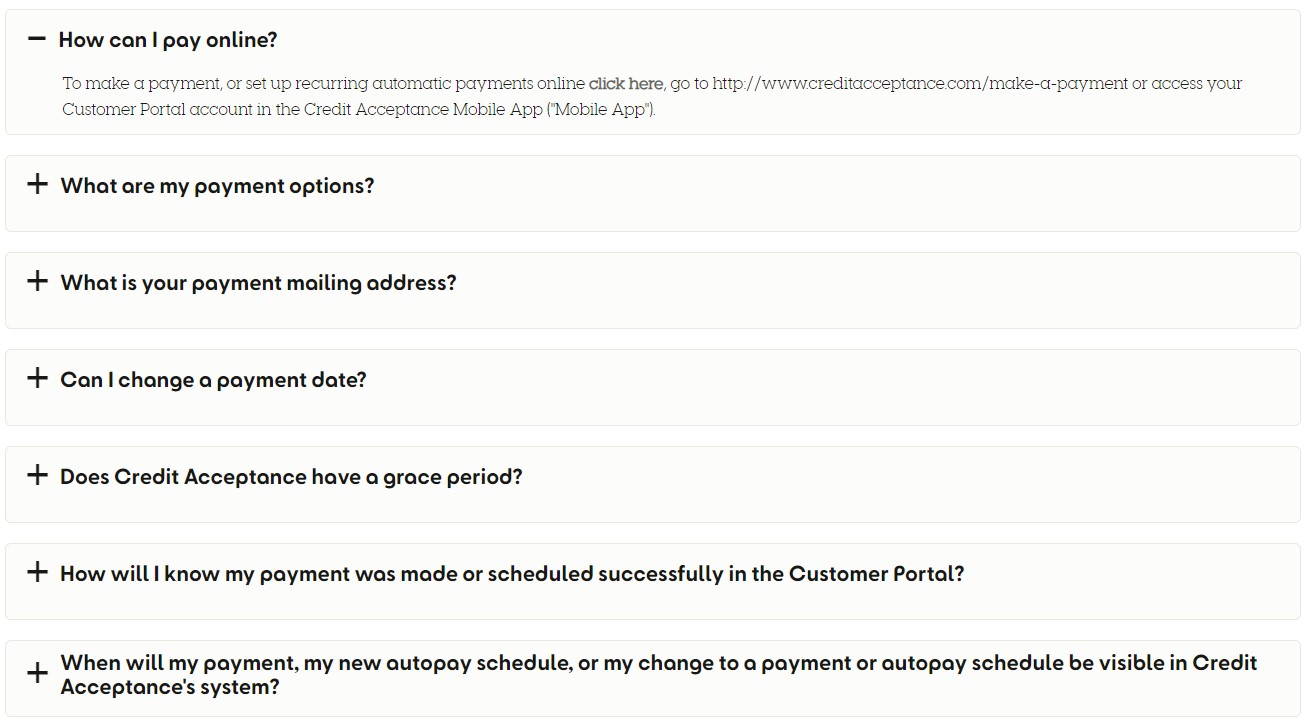 How can I pay online?
To make a payment, or set up recurring automatic payments online click here, go to http://www.creditacceptance.com/make-a-payment or access your
Customer Portal account in the Credit Acceptance Mobile App ("Mobile App").
What are my payment options?
What is your payment mailing address?
Can I change a payment date?
Does Credit Acceptance have a grace period?
How will I know my payment was made or scheduled successfully in the Customer Portal?
When will my payment, my new autopay schedule, or my change to a payment or autopay schedule be visible in Credit
Acceptance's system?